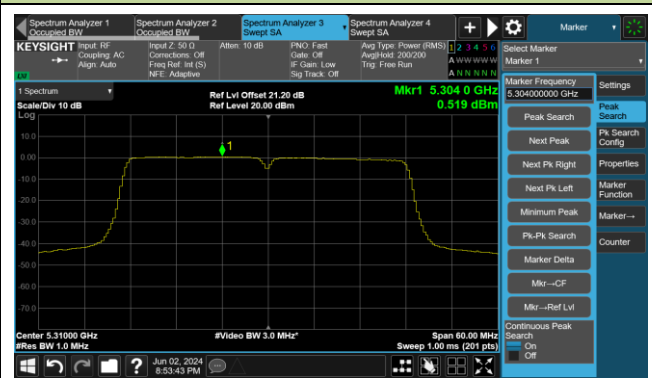 Spectrum Analyzer 1
Occupied BW
Spectrum Analyzer 2
Occupied BW
Spectrum Analyzer 3
Swept SA
Spectrum Analyzer 4
Swept SA
+
Marker
KEYSIGHT
Input: RF
Coupling: AC
Align: Auto
Input Z: 50 Ω
Corrections: Off
Freq Ref: Int (S)
NFE: Adaptive
Atten: 10 dB
PNO: Fast
Gate: Off
IF Gain: Low
Sig Track: Off
Avg Type: Power (RMS)
Avg|Hold: 200/200
Trig: Free Run
1 2 3 4 5 6
A W W W W W
A N N N N N
LXI
Select Marker
Marker 1
1 Spectrum
Scale/Div 10 dB
Log
Ref Lvl Offset 21.20 dB
Ref Level 20.00 dBm
Mkr1 5.304 0 GHz
0.519 dBm
1
10.0
0.00
-10.0
-20.0
-30.0
-40.0
-50.0
-60.0
-70.0
Center 5.31000 GHz
#Res BW 1.0 MHz
#Video BW 3.0 MHz*
Span 60.00 MHz
Sweep 1.00 ms (201 pts)
Marker Frequency
5.304000000 GHz
Peak Search
Next Peak
Next Pk Right
Next Pk Left
Minimum Peak
Pk-Pk Search
Marker Delta
Mkr→CF
Mkr→Ref Lvl
Continuous Peak
Search
On
Off
Settings
Peak
Search
Pk Search
Config
Properties
Marker
Function
Marker→
Counter
?
Jun 02, 2024
8:53:43 PM